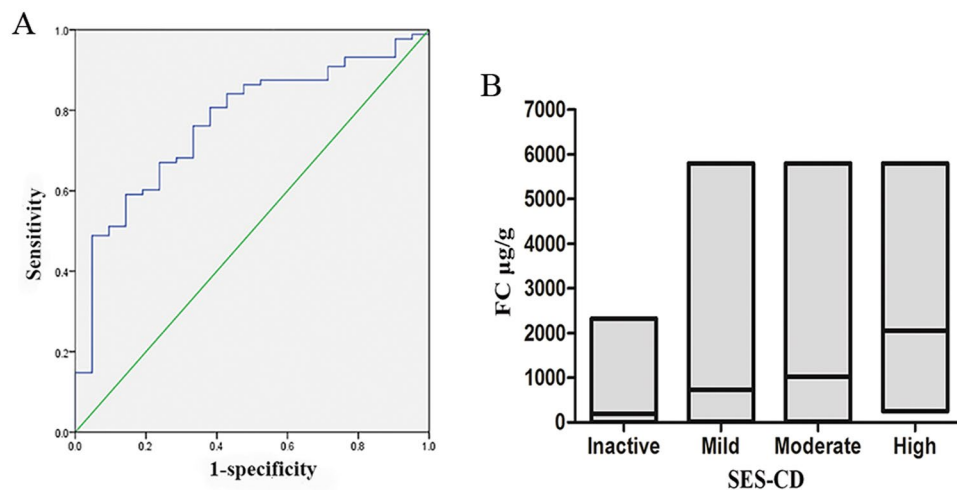 A
1.0
0.8
0.6
0.4
0.2
0.0
Sensitivity
0.0 0.2 0.4 0.6 0.8 1.0
1-specificity
B
7000
6000
5000
4000
3000
2000
1000
0
FC µg/g
Inactive Mild Moderate High
SES-CD